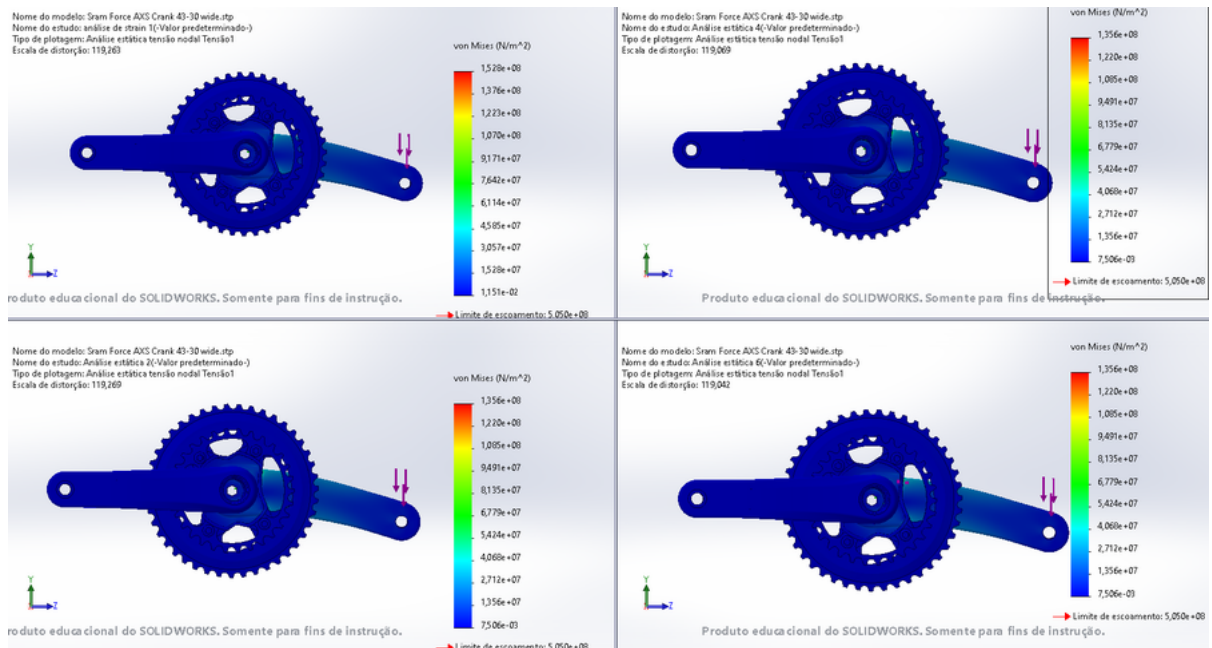 Nome do modelo: Sram Force AXS Crank 43-30 wide.stp
Nome do estudo: análise de strain 1(-Valor predeterminado-)
Tipo de plotagem: Análise estática tensão nodal Tensão1
Escala de distorção: 119,263
von Mises (N/m^2)
1,528e+08
1,376e+08
1,223e+08
1,070e+08
9,171e+07
7,642e+07
6,114e+07
4,585e+07
3,057e+07
1,528e+07
1,151e-02
Limite de escoamento: 5,050e+08
Y
Z
roduto educacional do SOLIDWORKS. Somente para fins de instrução.
Nome do modelo: Sram Force AXS Crank 43-30 wide.stp
Nome do estudo: Análise estática 4(-Valor predeterminado-)
Tipo de plotagem: Análise estática tensão nodal Tensão1
Escala de distorção: 119,069
von Mises (N/m^2)
1,356e+08
1,220e+08
1,085e+08
9,491e+07
8,135e+07
6,779e+07
5,424e+07
4,068e+07
2,712e+07
1,356e+07
7,506e-03
Limite de escoamento: 5,050e+08
Y
Z
Produto educacional do SOLIDWORKS. Somente para fins de instrução.
Nome do modelo: Sram Force AXS Crank 43-30 wide.stp
Nome do estudo: Análise estática 2(-Valor predeterminado-)
Tipo de plotagem: Análise estática tensão nodal Tensão1
Escala de distorção: 119,269
von Mises (N/m^2)
1,356e+08
1,220e+08
1,085e+08
9,491e+07
8,135e+07
6,779e+07
5,424e+07
4,068e+07
2,712e+07
1,356e+07
7,506e-03
Limite de escoamento: 5,050e+08
Y
Z
roduto educacional do SOLIDWORKS. Somente para fins de instrução.
Nome do modelo: Sram Force AXS Crank 43-30 wide.stp
Nome do estudo: Análise estática 6(-Valor predeterminado-)
Tipo de plotagem: Análise estática tensão nodal Tensão1
Escala de distorção: 119,042
von Mises (N/m^2)
1,356e+08
1,220e+08
1,085e+08
9,491e+07
8,135e+07
6,779e+07
5,424e+07
4,068e+07
2,712e+07
1,356e+07
7,506e-03
Limite de escoamento: 5,050e+08
Y
Z
Produto educacional do SOLIDWORKS. Somente para fins de instrução.